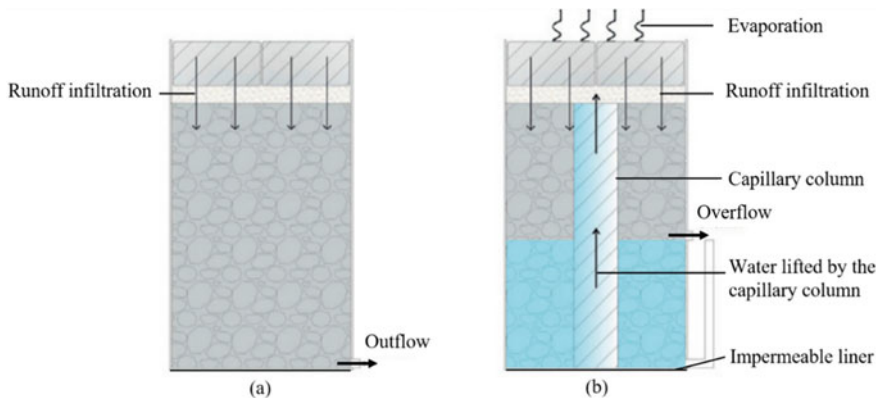 Evaporation
Runoff infiltration
Runoff infiltration
Capillary column
Overflow
Water lifted by the
capillary column
Outflow
Impermeable liner
(a)
(b)